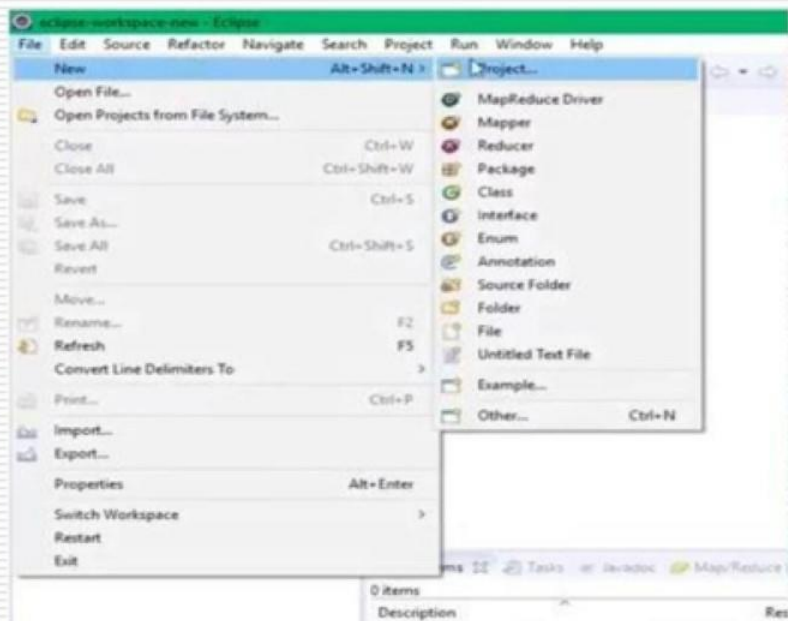 eclipse-workspace-new - Eclipse
File Edit Source Refactor Navigate Search Project Run Window Help
New Alt+Shift+N >
Open File...
Open Projects from File System...
Close Ctrl+W
Close All Ctrl+Shift+W
Save Ctrl+S
Save As...
Save All Ctrl+Shift+S
Revert
Move...
Rename... F2
Refresh F5
Convert Line Delimiters To >
Print... Ctrl+P
Import...
Export...
Properties Alt+Enter
Switch Workspace >
Restart
Exit
Project...
MapReduce Driver
Mapper
Reducer
Package
Class
Interface
Enum
Annotation
Source Folder
Folder
File
Untitled Text File
Example...
Other... Ctrl+N
ms Tasks Javadoc Map/Reduce
0 items
Description Res